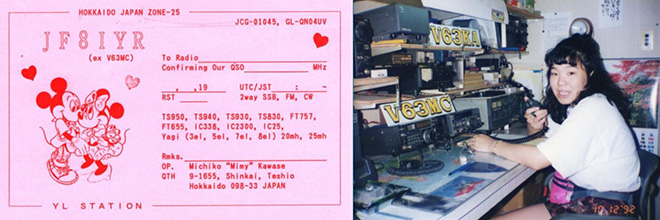 HOKKAIDO JAPAN ZONE-25
JCG-01045, GL-QN04UV
JF8IYR
(ex V63MC)
To Radio
Confirming Our QSO MHz
, ,19 UTC/JST : ~
RST 2way SSB, FM, CW
TS950, TS940, TS930, TS830, FT757,
FT655, IC338, IC2300, IC25,
Yagi (3el, 5el, 7el, 8el) 20mh, 25mh
Rmks.
OP. Michiko "Mimy" Kawase
QTH 9-1655, Shinkai, Teshio
Hokkaido 098-33 JAPAN
YL STATION
V63KA
V63MC
12 '92